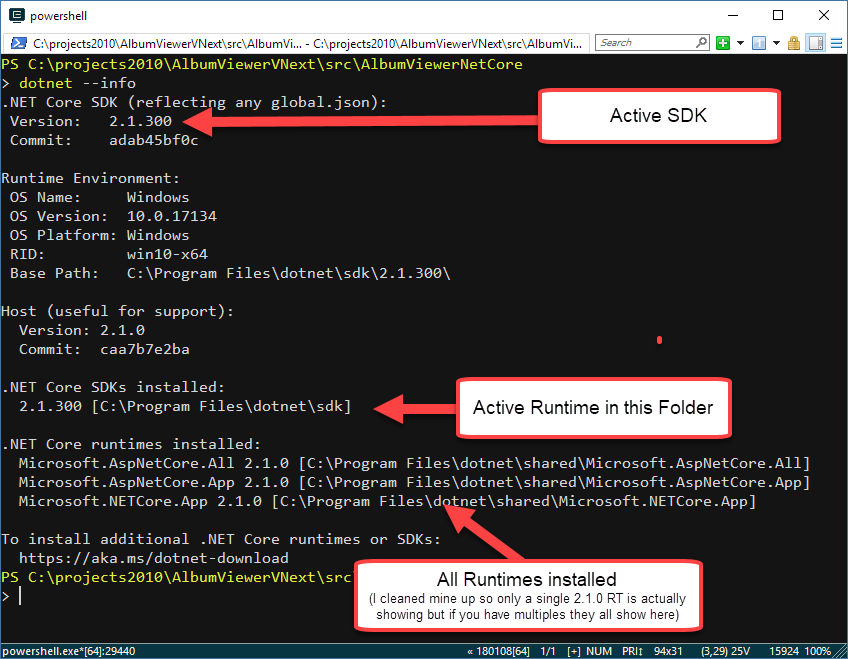 powershell
C:\projects2010\AlbumViewerVNext\src\AlbumVi... - C:\projects2010\AlbumViewerVNext\src\AlbumVi...
Search
PS C:\projects2010\AlbumViewerVNext\src\AlbumViewerNetCore
> dotnet --info
.NET Core SDK (reflecting any global.json):
Version: 2.1.300
Active SDK
Commit: adab45bf0c
Runtime Environment:
OS Name: Windows
OS Version: 10.0.17134
OS Platform: Windows
RID: win10-x64
Base Path: C:\Program Files\dotnet\sdk\2.1.300\
Host (useful for support):
Version: 2.1.0
Commit: caa7b7e2ba
.NET Core SDKs installed:
2.1.300 [C:\Program Files\dotnet\sdk]
Active Runtime in this Folder
.NET Core runtimes installed:
Microsoft.AspNetCore.All 2.1.0 [C:\Program Files\dotnet\shared\Microsoft.AspNetCore.All]
Microsoft.AspNetCore.App 2.1.0 [C:\Program Files\dotnet\shared\Microsoft.AspNetCore.App]
Microsoft.NETCore.App 2.1.0 [C:\Program Files\dotnet\shared\Microsoft.NETCore.App]
To install additional .NET Core runtimes or SDKs:
https://aka.ms/dotnet-download
PS C:\projects2010\AlbumViewerVNext\src
>
All Runtimes installed
(I cleaned mine up so only a single 2.1.0 RT is actually
showing but if you have multiples they all show here)
powershell.exe*[64]:29440
« 180108[64] 1/1 [+] NUM PRI↕ 94x31 (3,29) 25V 15924 100%